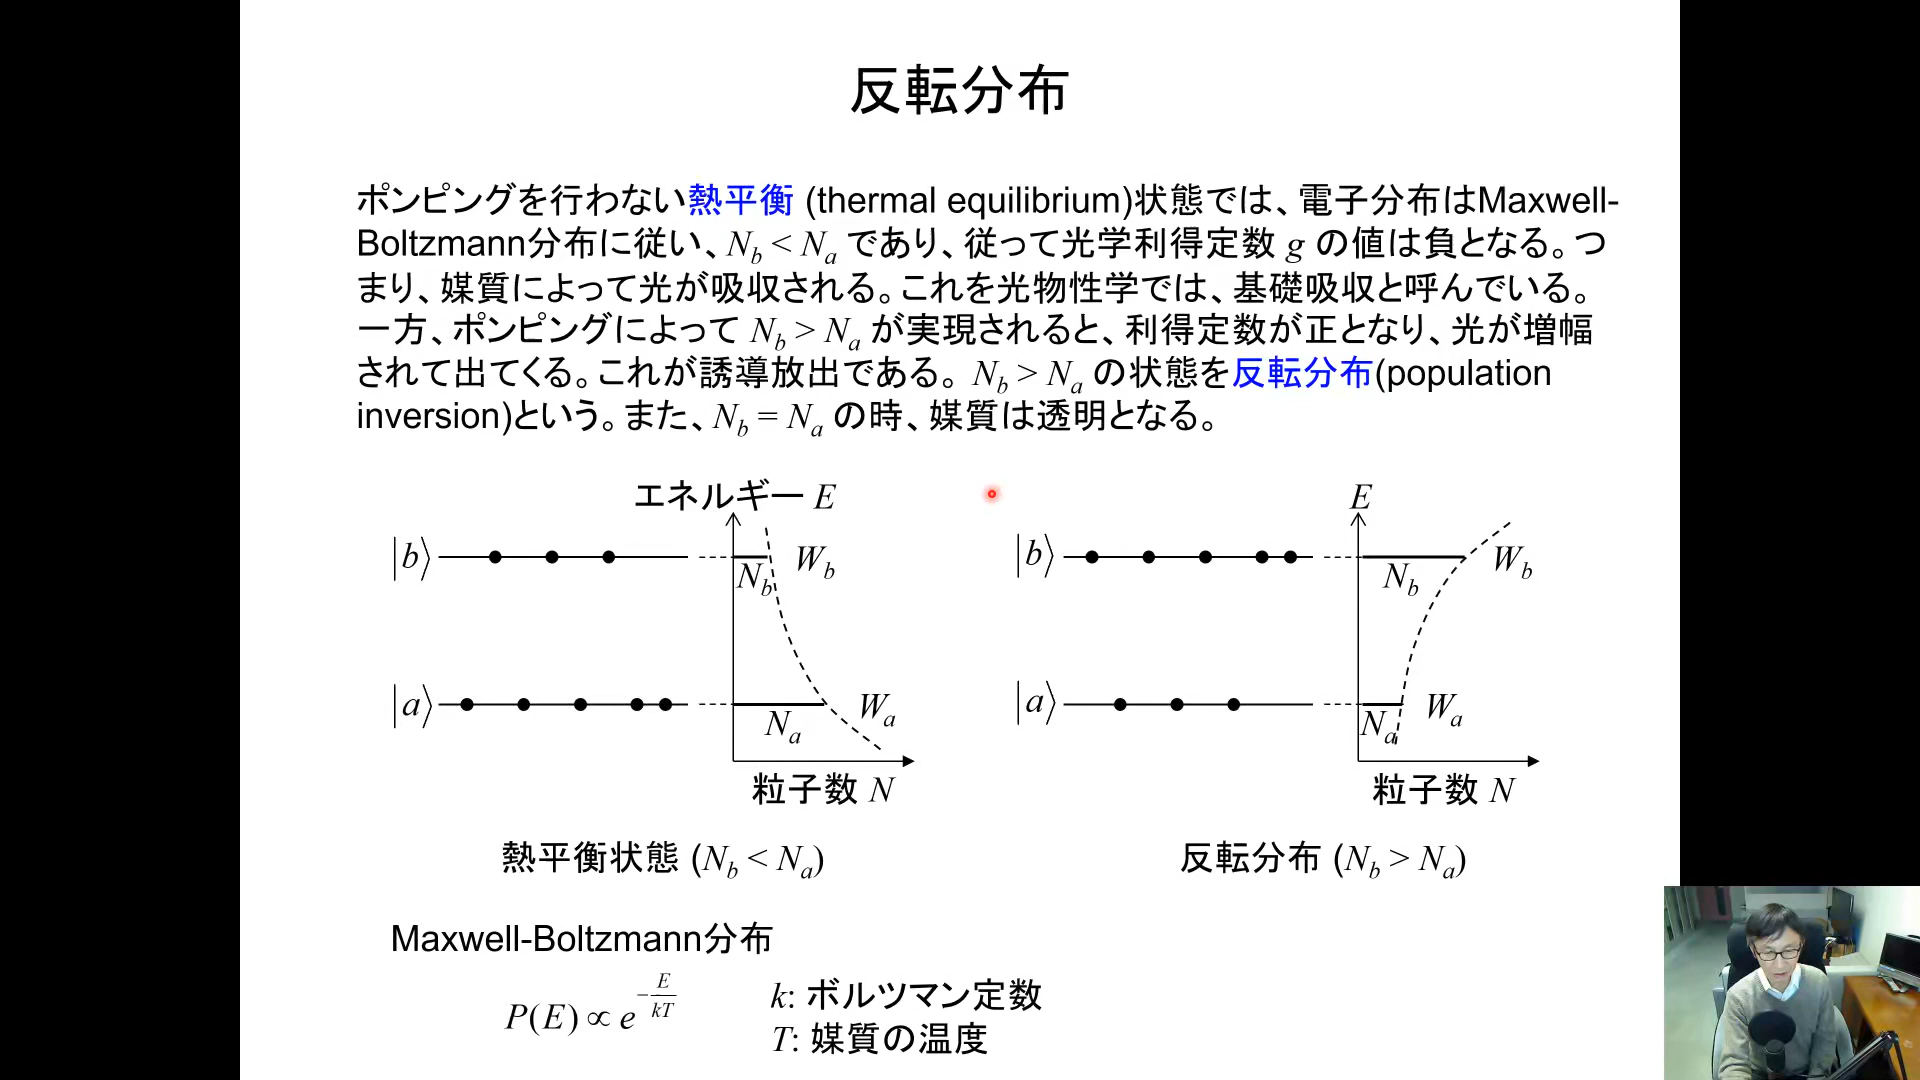 反転分布
ポンピングを行わない熱平衡 (thermal equilibrium)状態では、電子分布はMaxwell-
Boltzmann分布に従い、N_b < N_a であり、従って光学利得定数 g の値は負となる。つ
まり、媒質によって光が吸収される。これを光物性学では、基礎吸収と呼んでいる。
一方、ポンピングによって N_b > N_a が実現されると、利得定数が正となり、光が増幅
されて出てくる。これが誘導放出である。 N_b > N_a の状態を反転分布(population
inversion)という。また、N_b = N_a の時、媒質は透明となる。
エネルギー E
|b⟩
N_b
W_b
|a⟩
N_a
W_a
粒子数 N
熱平衡状態 (N_b < N_a)
E
|b⟩
N_b
W_b
|a⟩
N_a
W_a
粒子数 N
反転分布 (N_b > N_a)
Maxwell-Boltzmann分布
P(E) ∝ e^{-E/kT}
k: ボルツマン定数
T: 媒質の温度